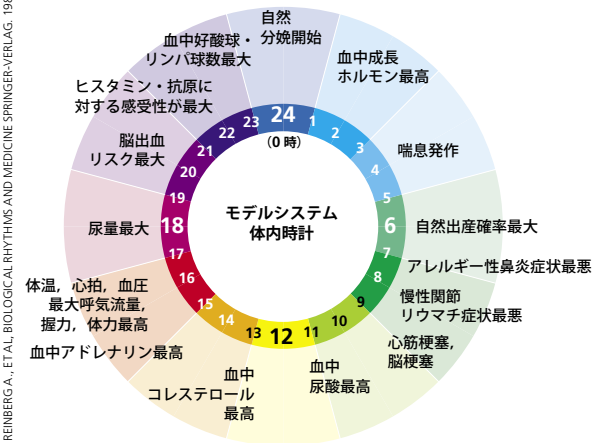 自然
分娩開始
血中成長
ホルモン最高
喘息発作
自然出産確率最大
アレルギー性鼻炎症状最悪
慢性関節
リウマチ症状最悪
心筋梗塞,
脳梗塞
血中
尿酸最高
血中
コレステロール
最高
血中アドレナリン最高
体温，心拍，血圧
最大呼気流量，
握力，体力最高
尿量最大
脳出血
リスク最大
ヒスタミン・抗原に
対する感受性が最大
血中好酸球・
リンパ球数最大
24
(0 時)
1
2
3
4
5
6
7
8
9
10
11
12
13
14
15
16
17
18
19
20
21
22
23
モデルシステム
体内時計
REINBERG A., ET AL, BIOLOGICAL RHYTHMS AND MEDICINE SPRINGER-VERLAG.